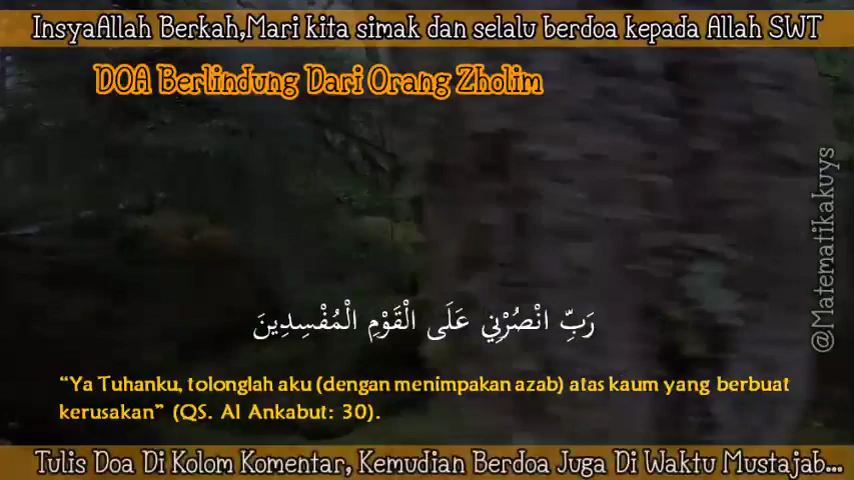 InsyaAllah Berkah,Mari kita simak dan selalu berdoa kepada Allah SWT
DOA Berlindung Dari Orang Zholim
@Matematikakuys
رَبِّ انْصُرْنِي عَلَى الْقَوْمِ الْمُفْسِدِينَ
“Ya Tuhanku, tolonglah aku (dengan menimpakan azab) atas kaum yang berbuat
kerusakan” (QS. Al Ankabut: 30).
Tulis Doa Di Kolom Komentar, Kemudian Berdoa Juga Di Waktu Mustajab...